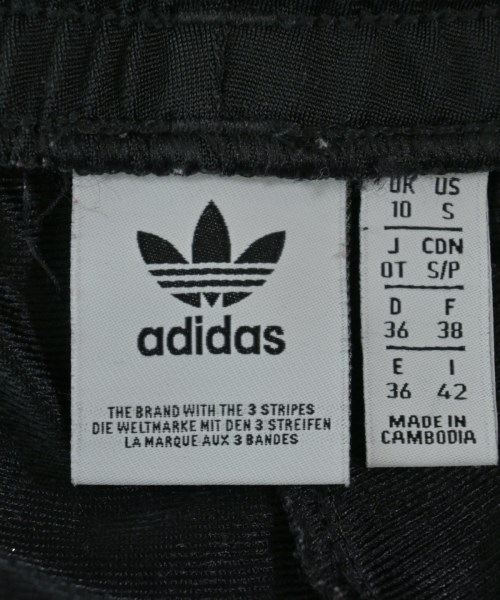 adidas
THE BRAND WITH THE 3 STRIPES
DIE WELTMARKE MIT DEN 3 STREIFEN
LA MARQUE AUX 3 BANDES
UK US
10 S
J CDN
OT S/P
D F
36 38
E I
36 42
MADE IN
CAMBODIA